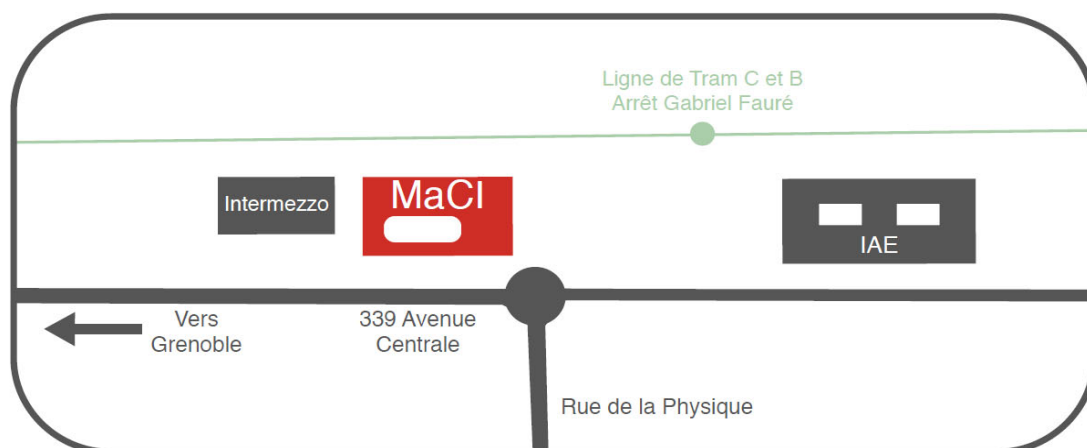 Ligne de Tram C et B
Arrêt Gabriel Fauré
Intermezzo
MaCI
IAE
Vers
Grenoble
339 Avenue
Centrale
Rue de la Physique